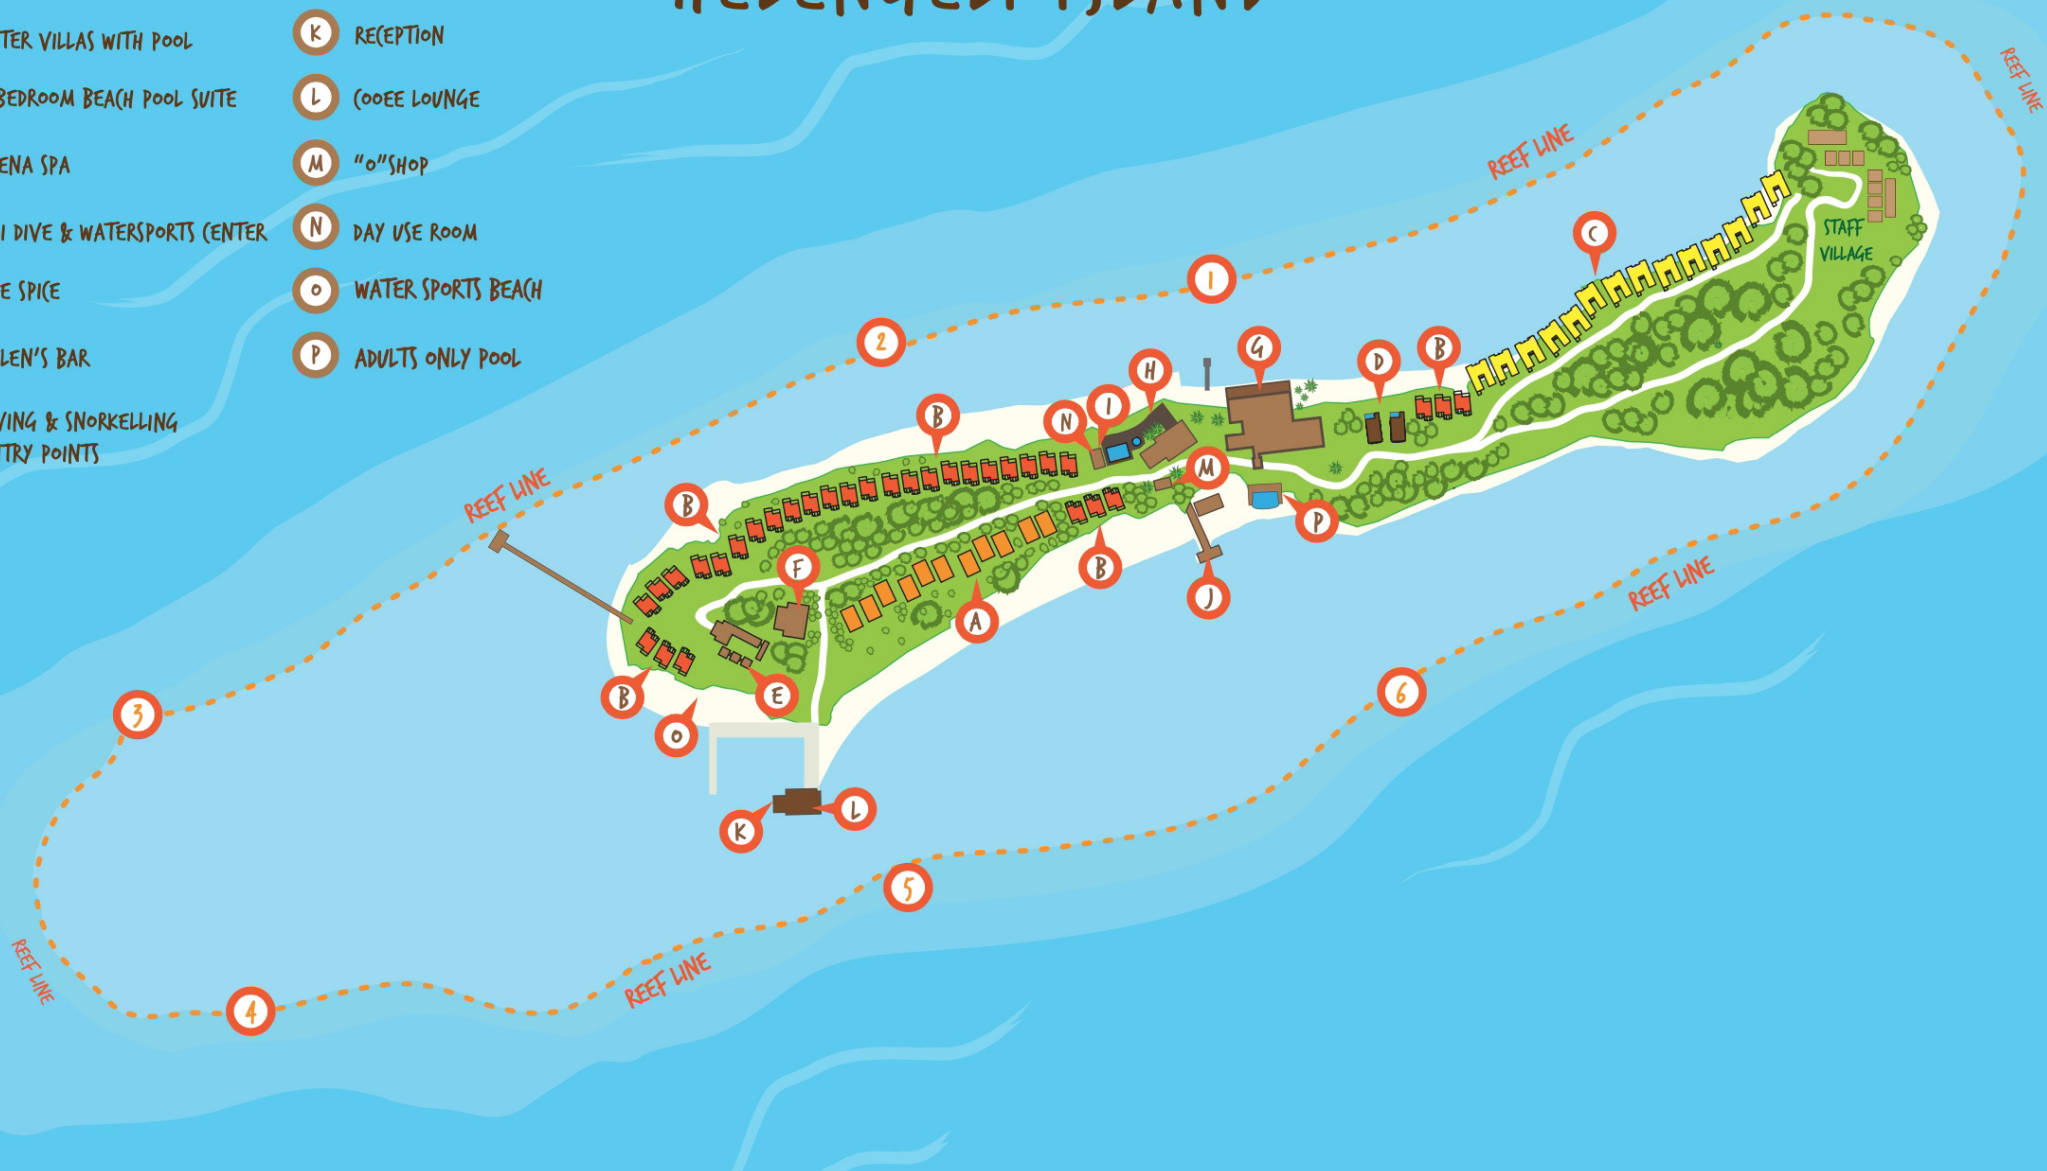 HELENGELI ISLAND
TER VILLAS WITH POOL
K RECEPTION
BEDROOM BEACH POOL SUITE
L COOEE LOUNGE
ENA SPA
M "O"SHOP
I DIVE & WATERSPORTS CENTER
N DAY USE ROOM
E SPICE
O WATER SPORTS BEACH
LEN'S BAR
P ADULTS ONLY POOL
VING & SNORKELLING
TRY POINTS
REEF LINE
REEF LINE
STAFF
VILLAGE
C
1
2
G
D
B
H
I
N
B
M
REEF LINE
B
P
F
B
J
A
REEF LINE
B
E
O
6
3
K
L
5
REEF LINE
REEF LINE
4